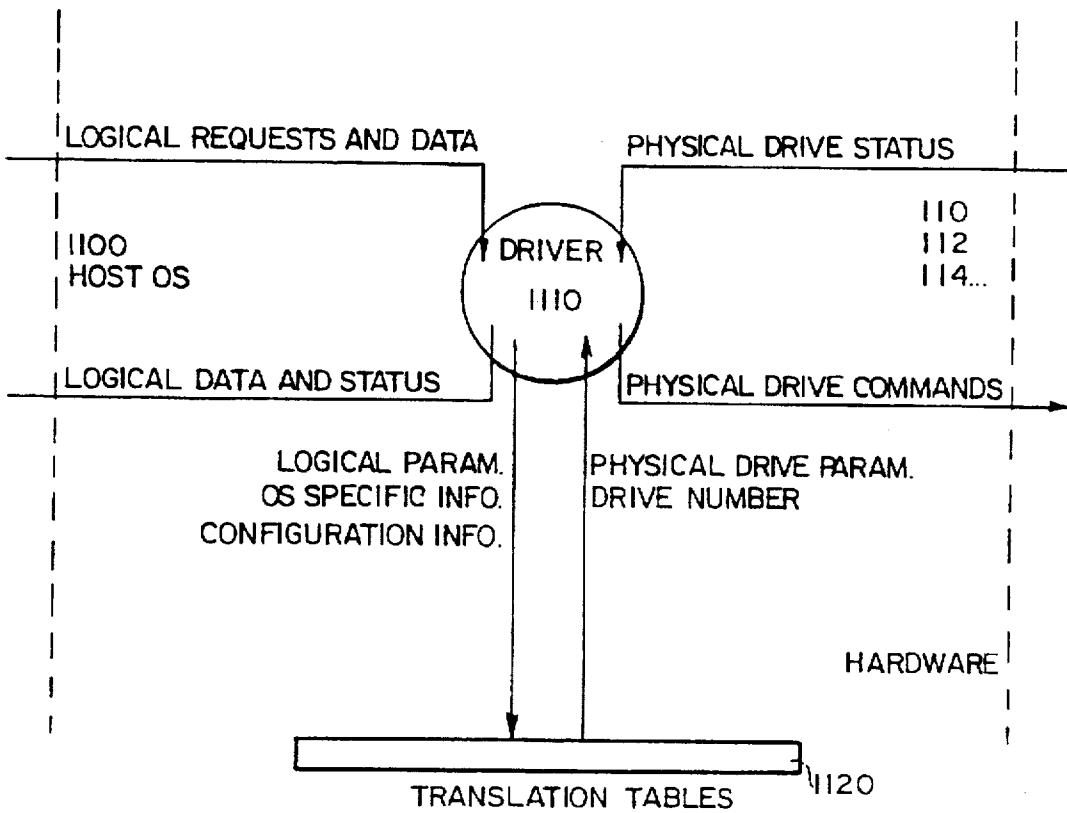 LOGICAL REQUESTS AND DATA
PHYSICAL DRIVE STATUS
1100
HOST OS
DRIVER
1110
110
112
114...
LOGICAL DATA AND STATUS
PHYSICAL DRIVE COMMANDS
LOGICAL PARAM.
OS SPECIFIC INFO.
CONFIGURATION INFO.
PHYSICAL DRIVE PARAM.
DRIVE NUMBER
HARDWARE
1120
TRANSLATION TABLES